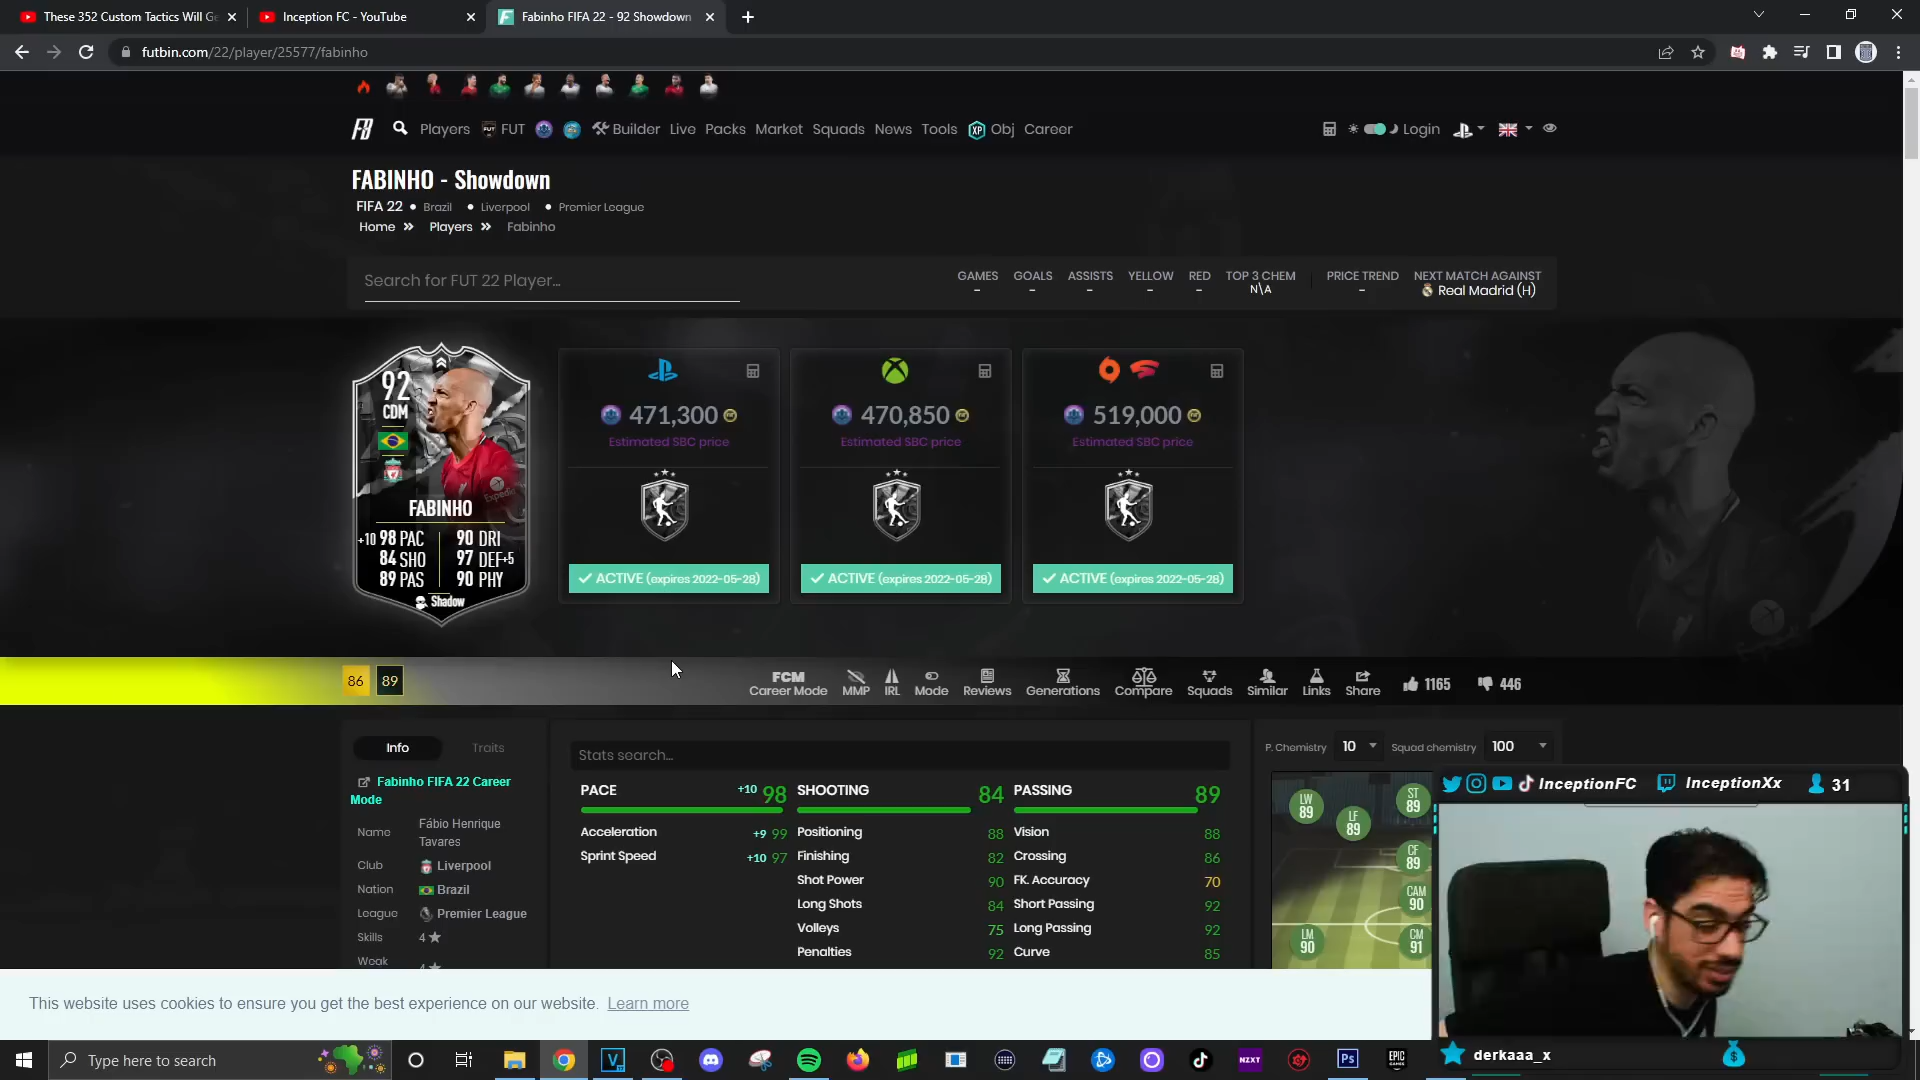 These 352 Custom Tactics Will Ge
Inception FC - YouTube
Fabinho FIFA 22 - 92 Showdown
futbin.com/22/player/25577/fabinho
Players FUT Builder Live Packs Market Squads News Tools XP Obj Career Login
FABINHO - Showdown
FIFA 22 • Brazil • Liverpool • Premier League
Home » Players » Fabinho
Search for FUT 22 Player...
GAMES GOALS ASSISTS YELLOW RED TOP 3 CHEM PRICE TREND NEXT MATCH AGAINST
- - - - - N\A - Real Madrid (H)
92
CDM
FABINHO
+10 98 PAC 90 DRI
84 SHO 97 DEF+5
89 PAS 90 PHY
Shadow
471,300
Estimated SBC price
ACTIVE (expires 2022-05-28)
470,850
Estimated SBC price
ACTIVE (expires 2022-05-28)
519,000
Estimated SBC price
ACTIVE (expires 2022-05-28)
86 89
FCM
Career Mode MMP IRL Mode Reviews Generations Compare Squads Similar Links Share 1165 446
Info Traits
Fabinho FIFA 22 Career
Mode
Name Fábio Henrique
Tavares
Club Liverpool
Nation Brazil
League Premier League
Skills 4★
Weak 4★
Stats search...
PACE +10 98
Acceleration +9 99
Sprint Speed +10 97
SHOOTING 84
Positioning 88
Finishing 82
Shot Power 90
Long Shots 84
Volleys 75
Penalties 92
PASSING 89
Vision 88
Crossing 86
FK. Accuracy 70
Short Passing 92
Long Passing 92
Curve 85
P. Chemistry 10 Squad chemistry 100
LW
89
LF
89
ST
89
CF
89
CAM
90
LM
90
CM
91
InceptionFC InceptionXx 31
derkaaa_x
This website uses cookies to ensure you get the best experience on our website. Learn more
Type here to search
NZXT
Ps
EPIC